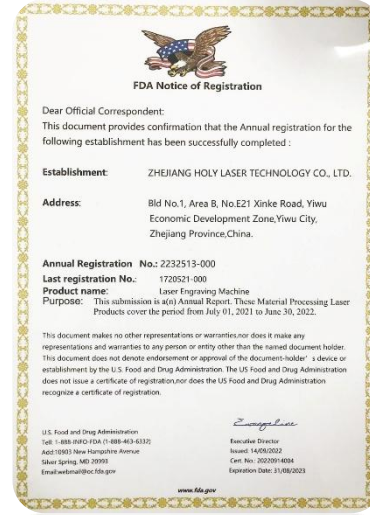 FDA Notice of Registration
Dear Official Correspondent:
This document provides confirmation that the Annual registration for the
following establishment has been successfully completed :
Establishment: ZHEJIANG HOLY LASER TECHNOLOGY CO., LTD.
Address: Bld No.1, Area B, No.E21 Xinke Road, Yiwu
Economic Development Zone,Yiwu City,
Zhejiang Province,China.
Annual Registration No.: 2232513-000
Last registration No.: 1720521-000
Product name: Laser Engraving Machine
Purpose: This submission is a(n) Annual Report. These Material Processing Laser
Products cover the period from July 01, 2021 to June 30, 2022.
This document makes no other representations or warranties,nor does it make any
representations and warranties to any person or entity other than the named document holder.
This document does not denote endorsement or approval of the document-holder' s device or
establishment by the U.S. Food and Drug Administration. The US Food and Drug Administration
does not issue a certificate of registration,nor does the US Food and Drug Administration
recognize a certificate of registration.
U.S. Food and Drug Administration
Tell: 1-888-INFO-FDA (1-888-463-6332)
Add:10903 New Hampshire Avenue
Silver Spring, MD 20993
Email:webmail@oc.fda.gov
Executive Director
Issued: 14/09/2022
Cert. No.: 20220914004
Expiration Date: 31/08/2023
www.fda.gov